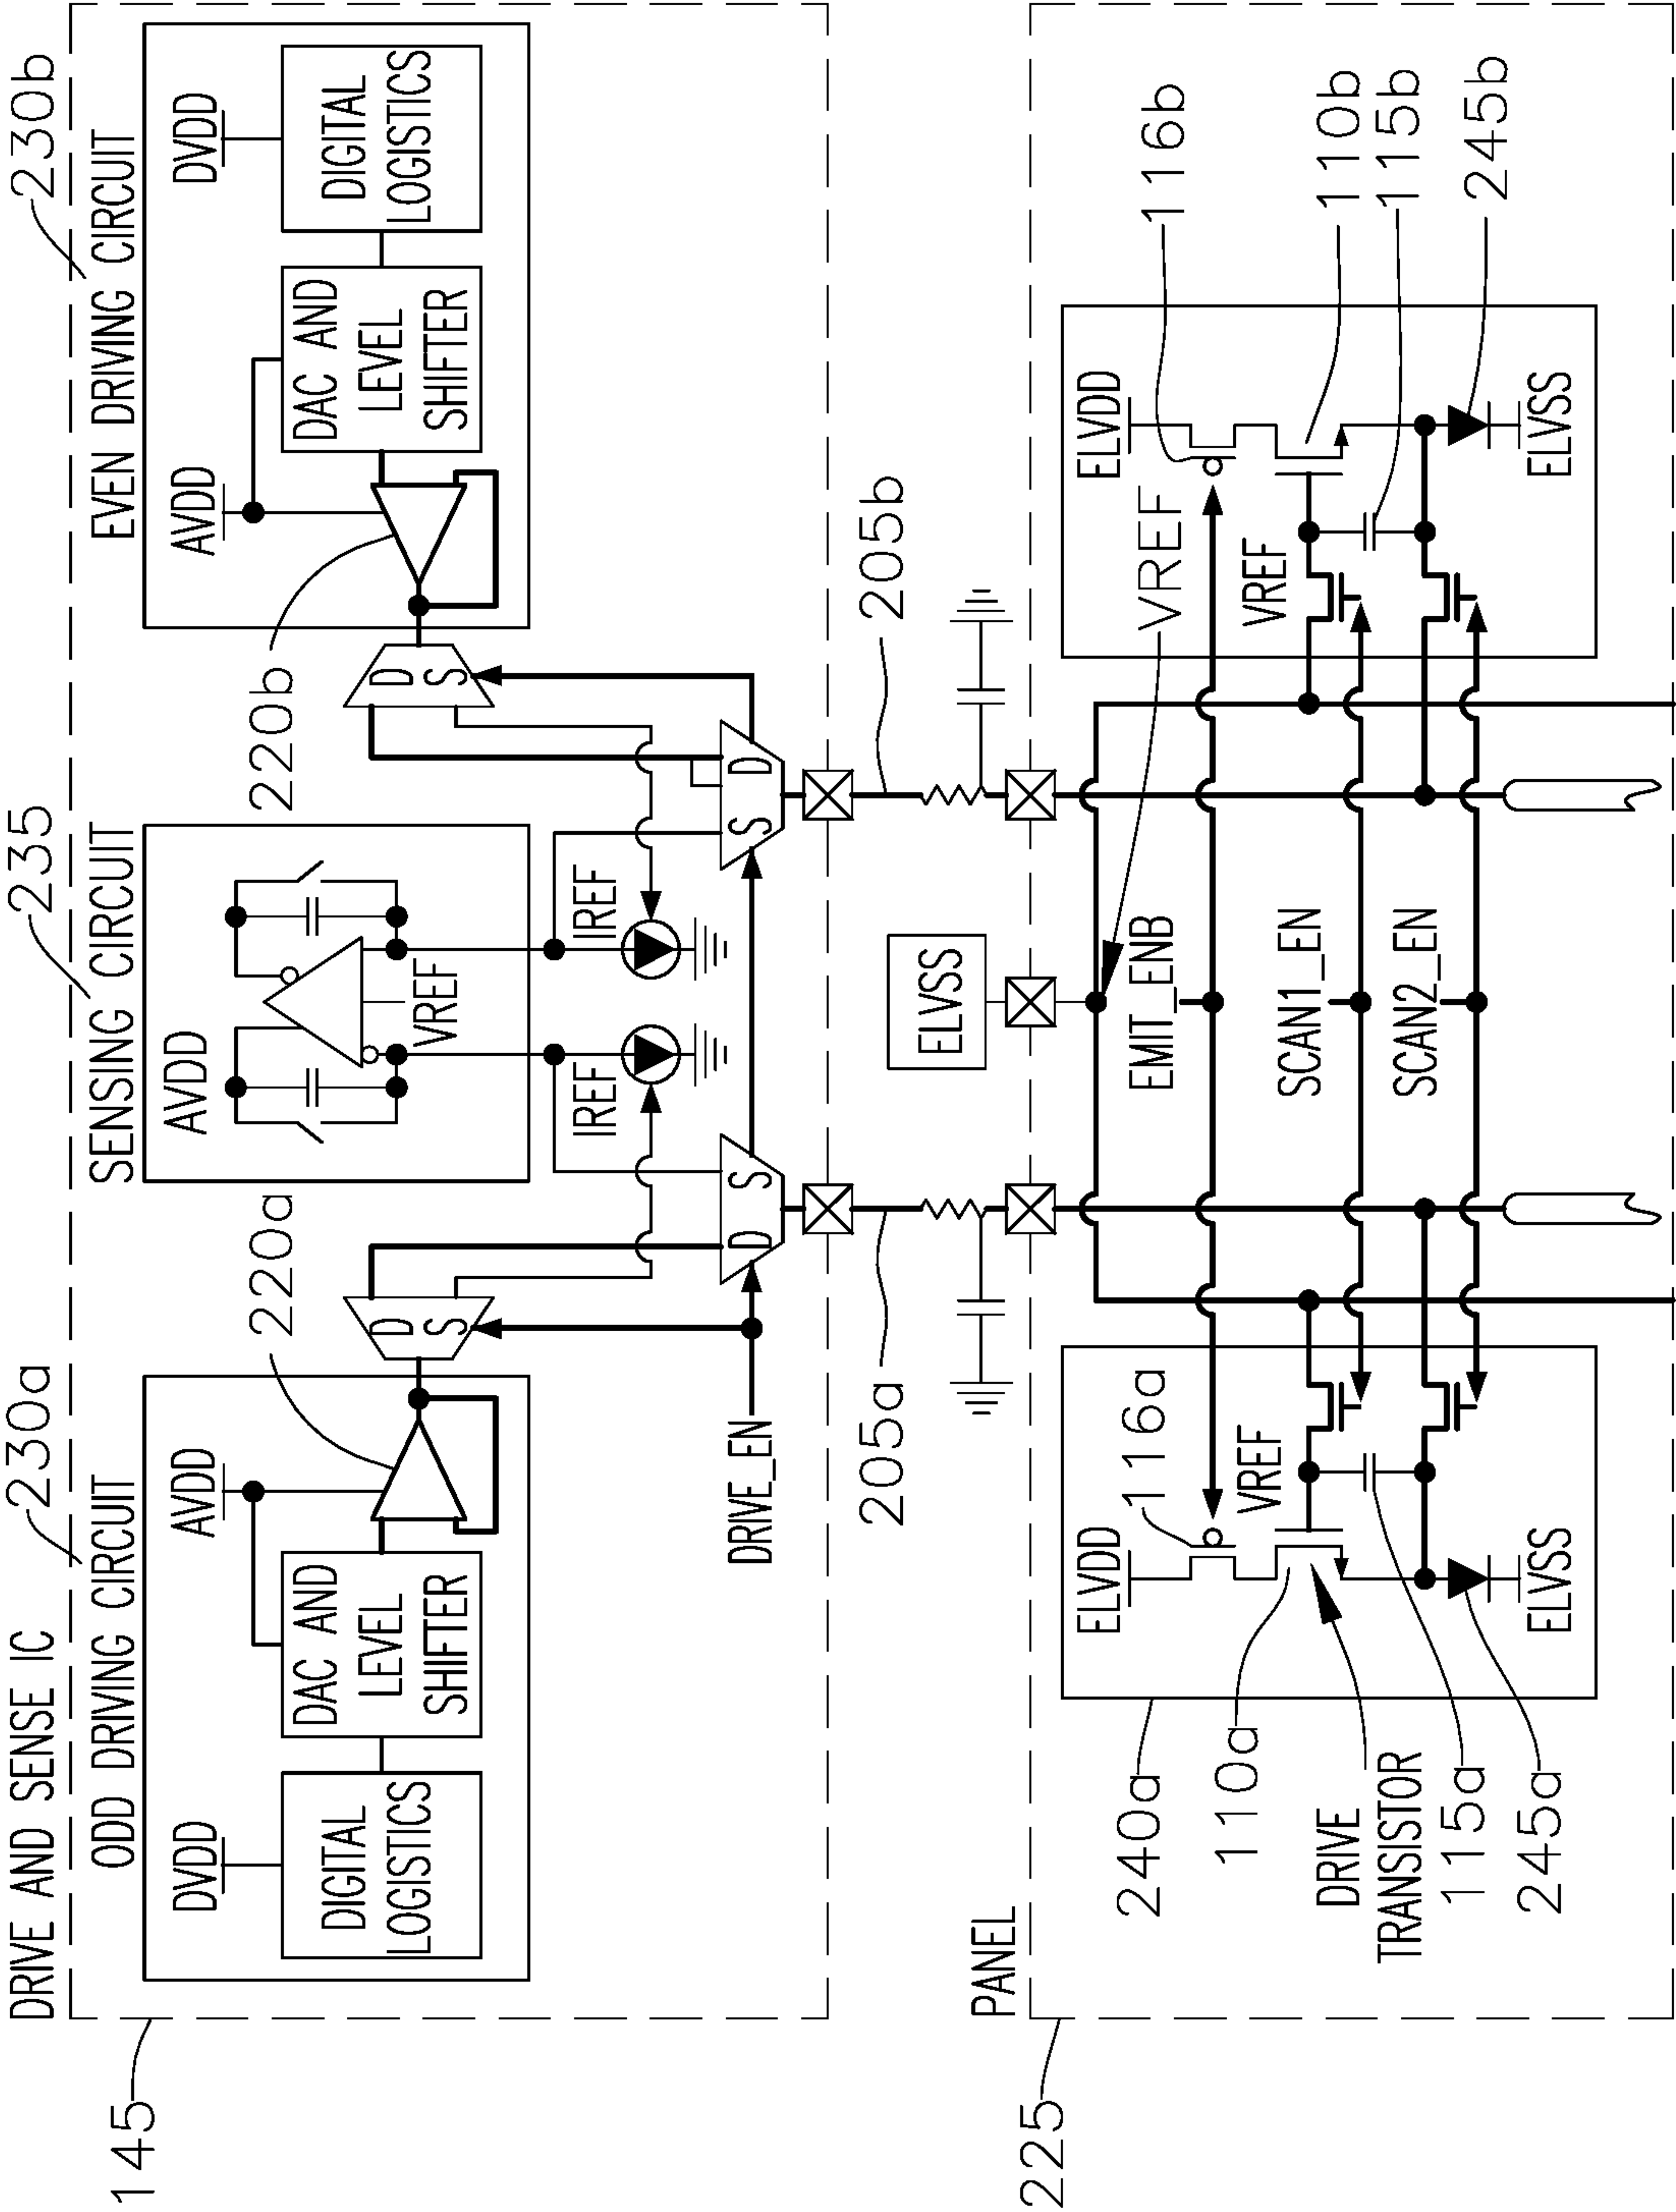 DRIVE AND SENSE IC
230a
235
230b
ODD DRIVING CIRCUIT
SENSING CIRCUIT
EVEN DRIVING CIRCUIT
145
DVDD
AVDD
220a
AVDD
220b
AVDD
DVDD
DIGITAL
LOGISTICS
DAC AND
LEVEL
SHIFTER
VREF
DAC AND
LEVEL
SHIFTER
DIGITAL
LOGISTICS
D
S
D
S
IREF
IREF
DRIVE_EN
D
S
S
D
205a
ELVSS
205b
PANEL
225
240a
ELVDD
116a
EMIT_ENB
VREF
ELVDD
116b
110a
VREF
SCAN1_EN
VREF
110b
DRIVE
TRANSISTOR
SCAN2_EN
115b
115a
245a
ELVSS
ELVSS
245b